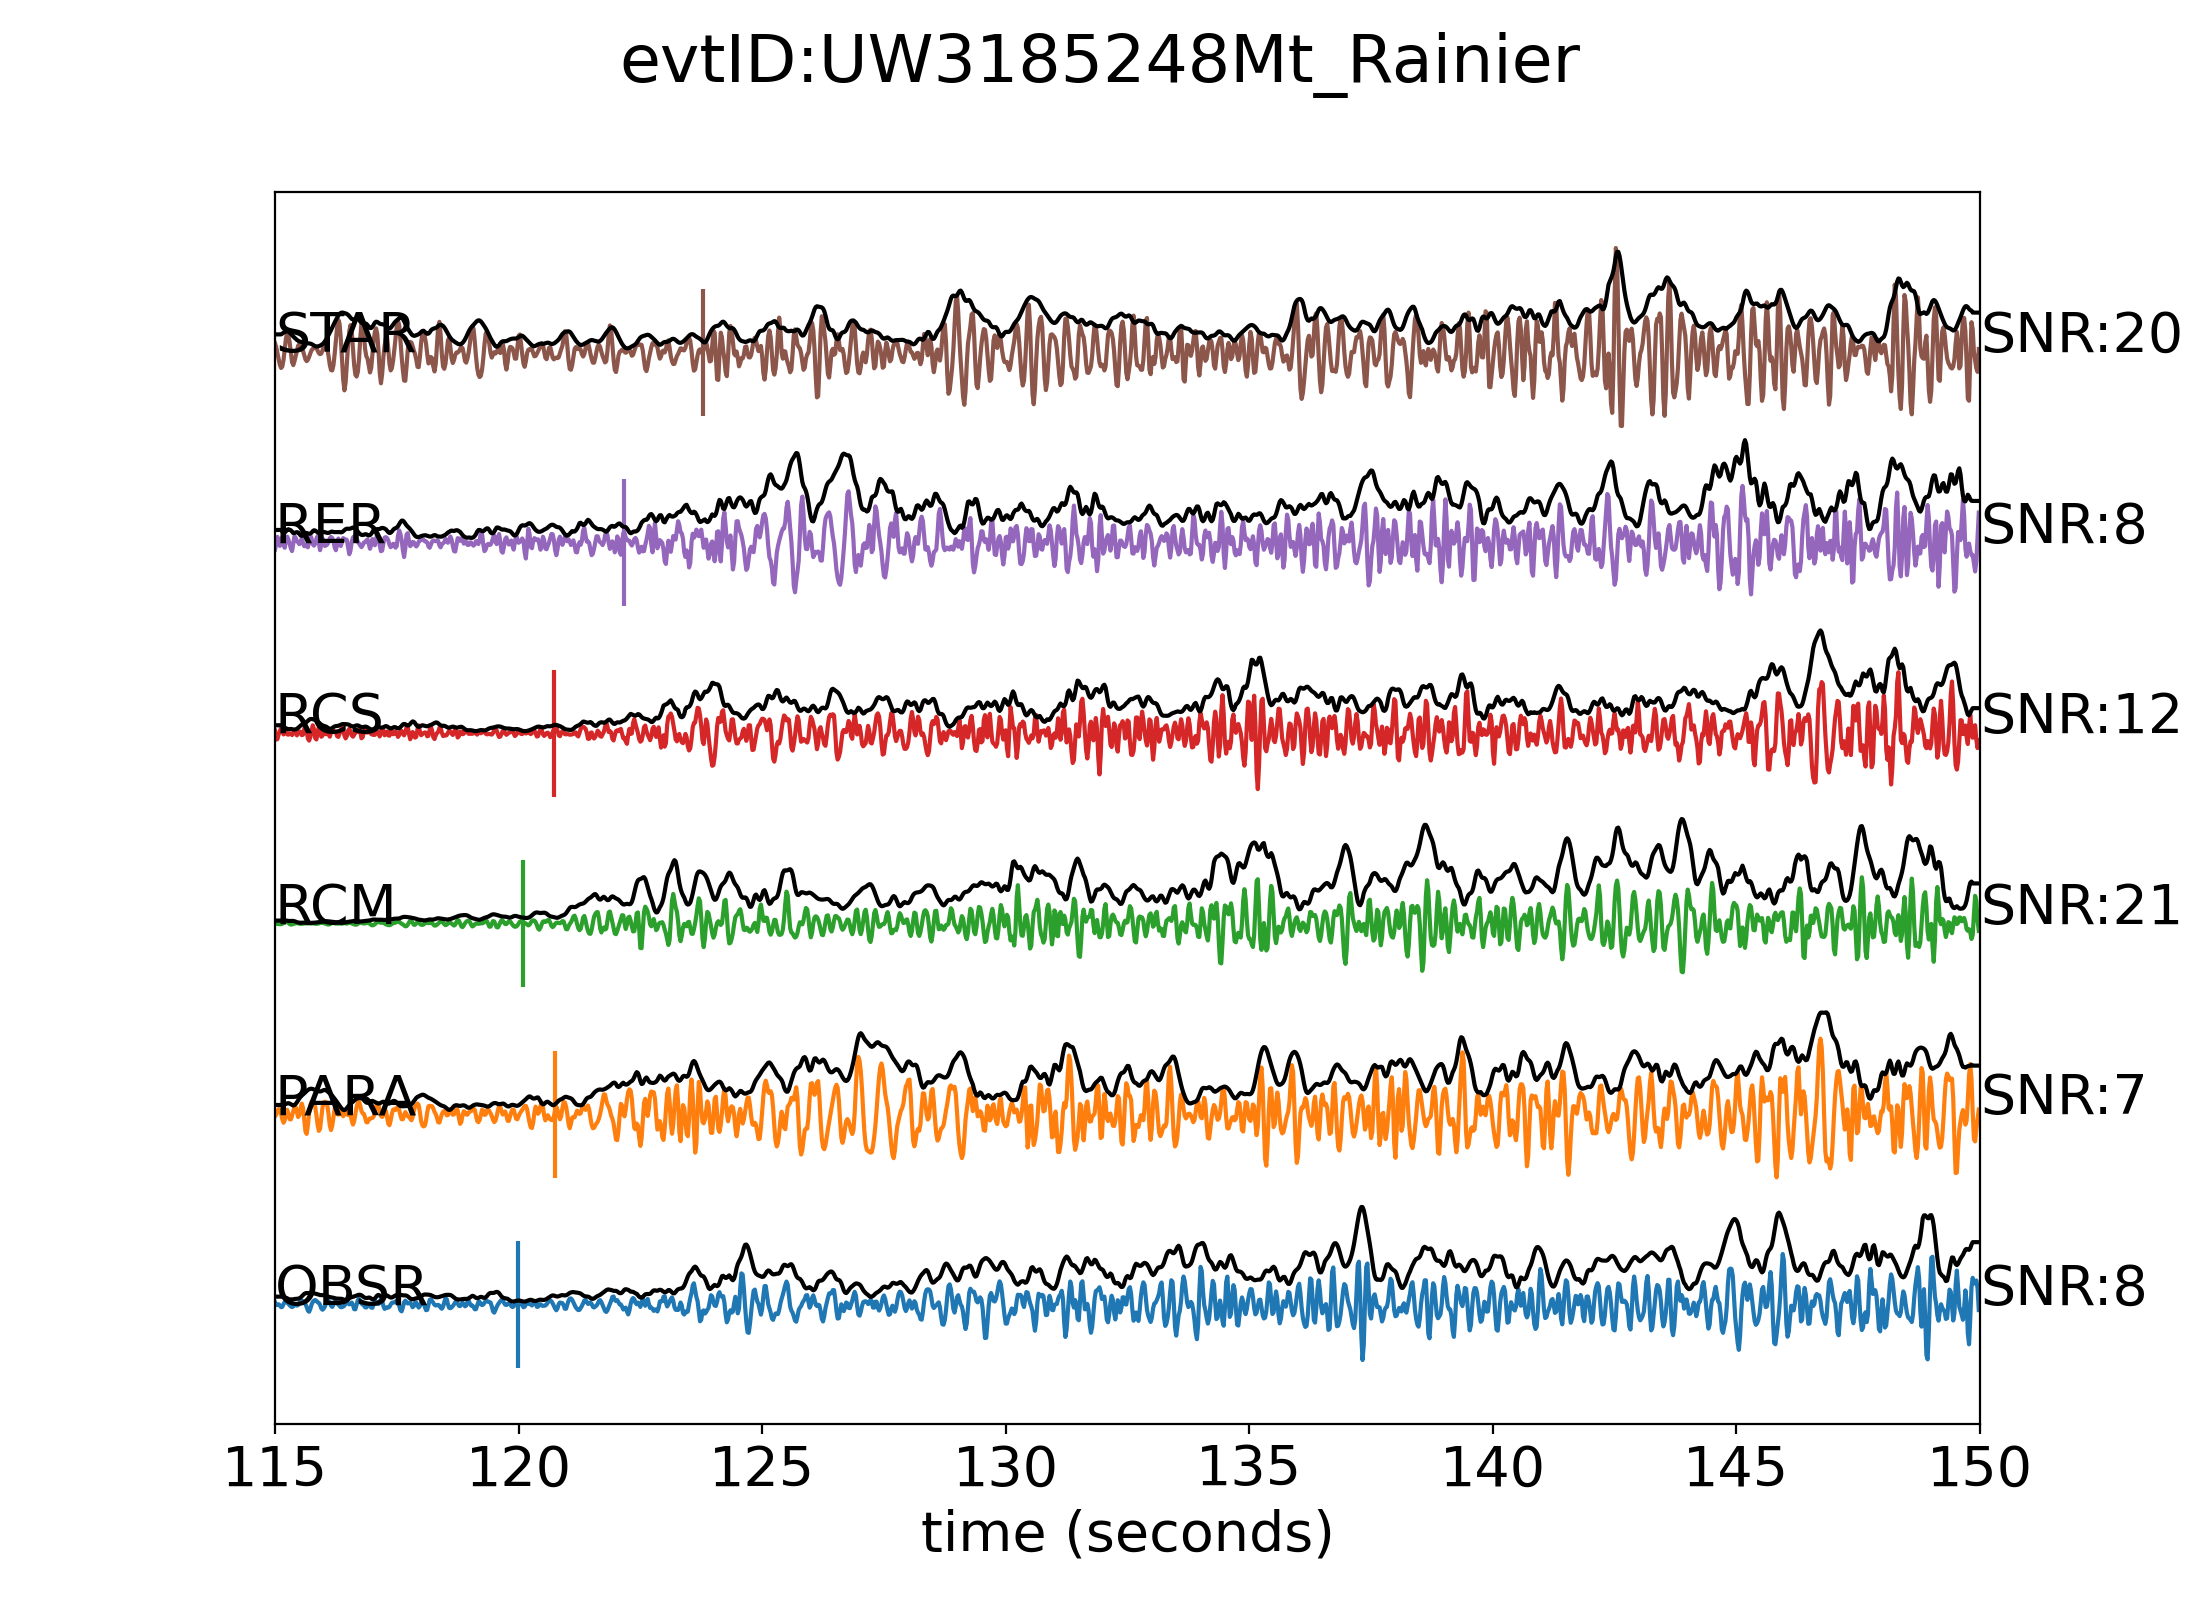 evtID:UW3185248Mt_Rainier
STAR SNR:20
RER SNR:8
RCS SNR:12
RCM SNR:21
PARA SNR:7
OBSR SNR:8
115 120 125 130 135 140 145 150
time (seconds)